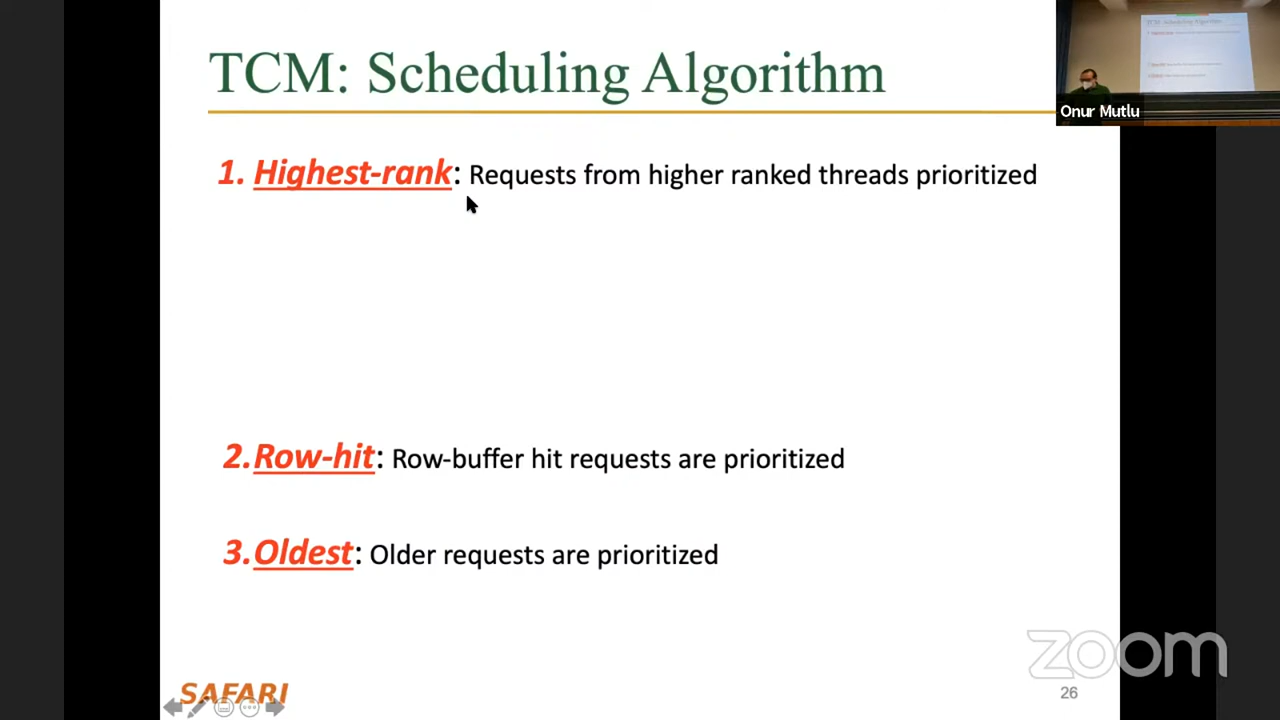 TCM: Scheduling Algorithm
Onur Mutlu
1. Highest-rank: Requests from higher ranked threads prioritized
2.Row-hit: Row-buffer hit requests are prioritized
3.Oldest: Older requests are prioritized
zoom
SAFARI
26